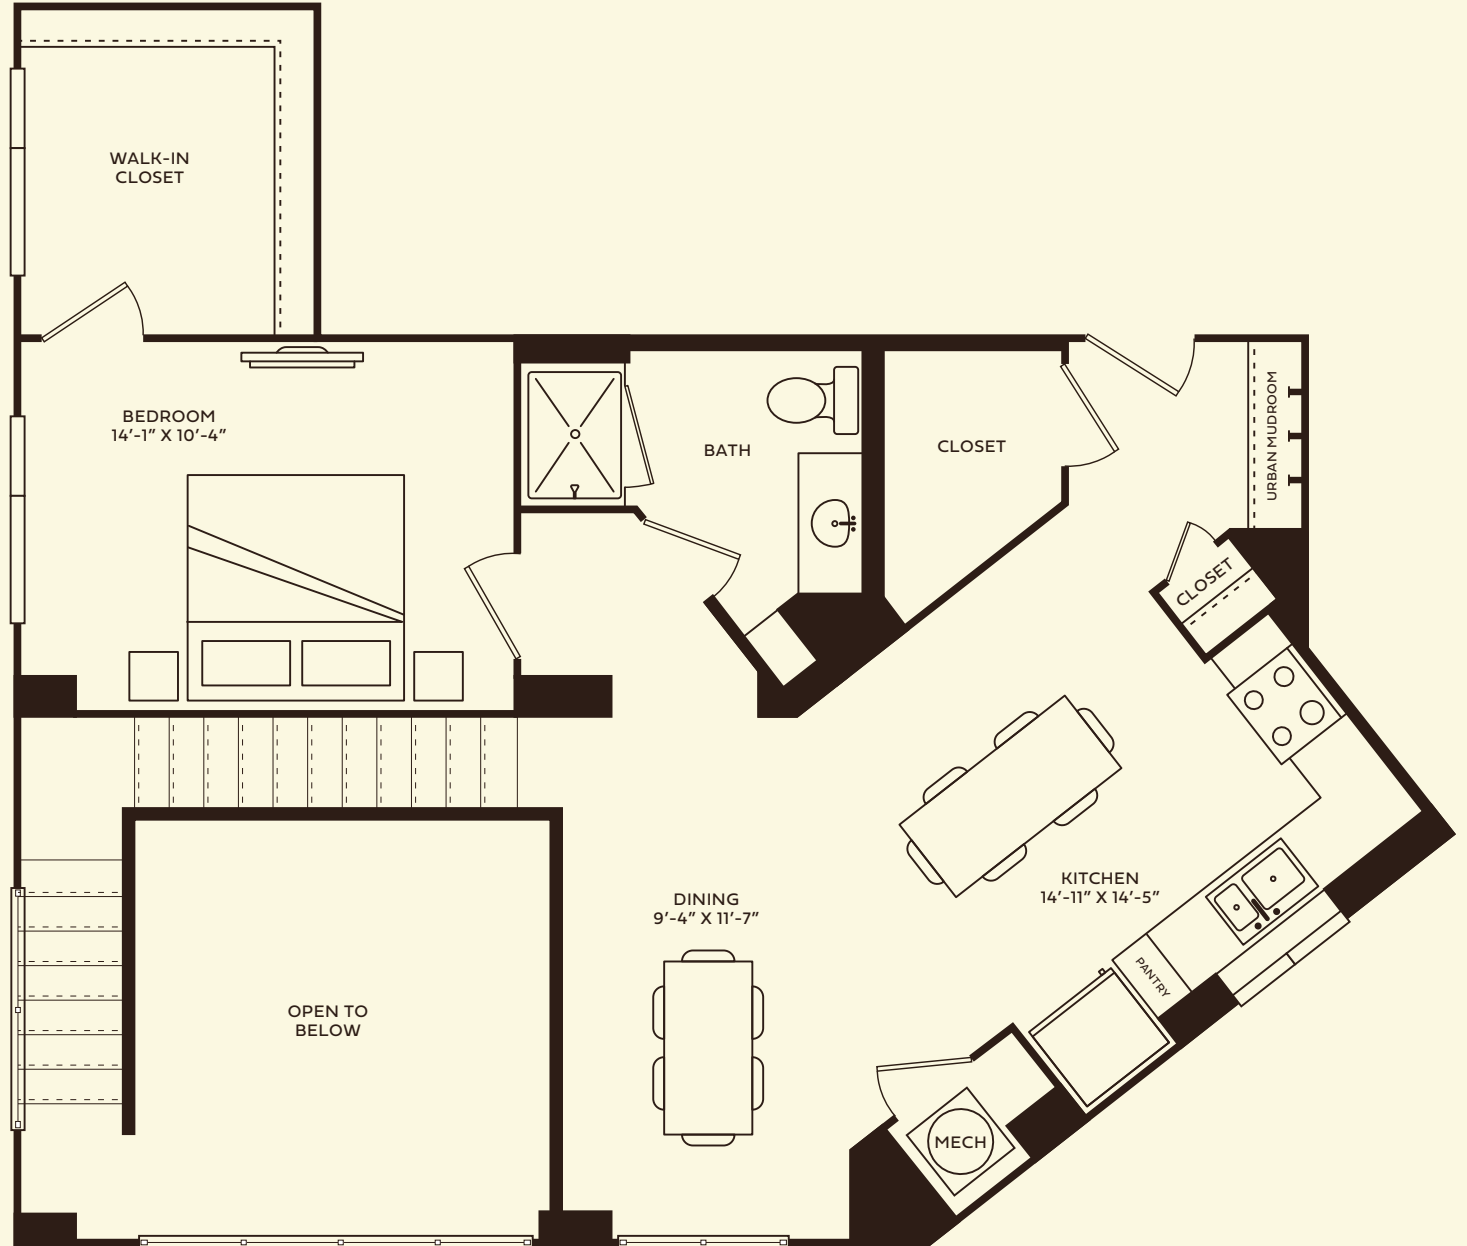 WALK-IN
CLOSET
BEDROOM
14'-1" X 10'-4"
BATH
CLOSET
URBAN MUDROOM
CLOSET
KITCHEN
14'-11" X 14'-5"
DINING
9'-4" X 11'-7"
PANTRY
OPEN TO
BELOW
MECH